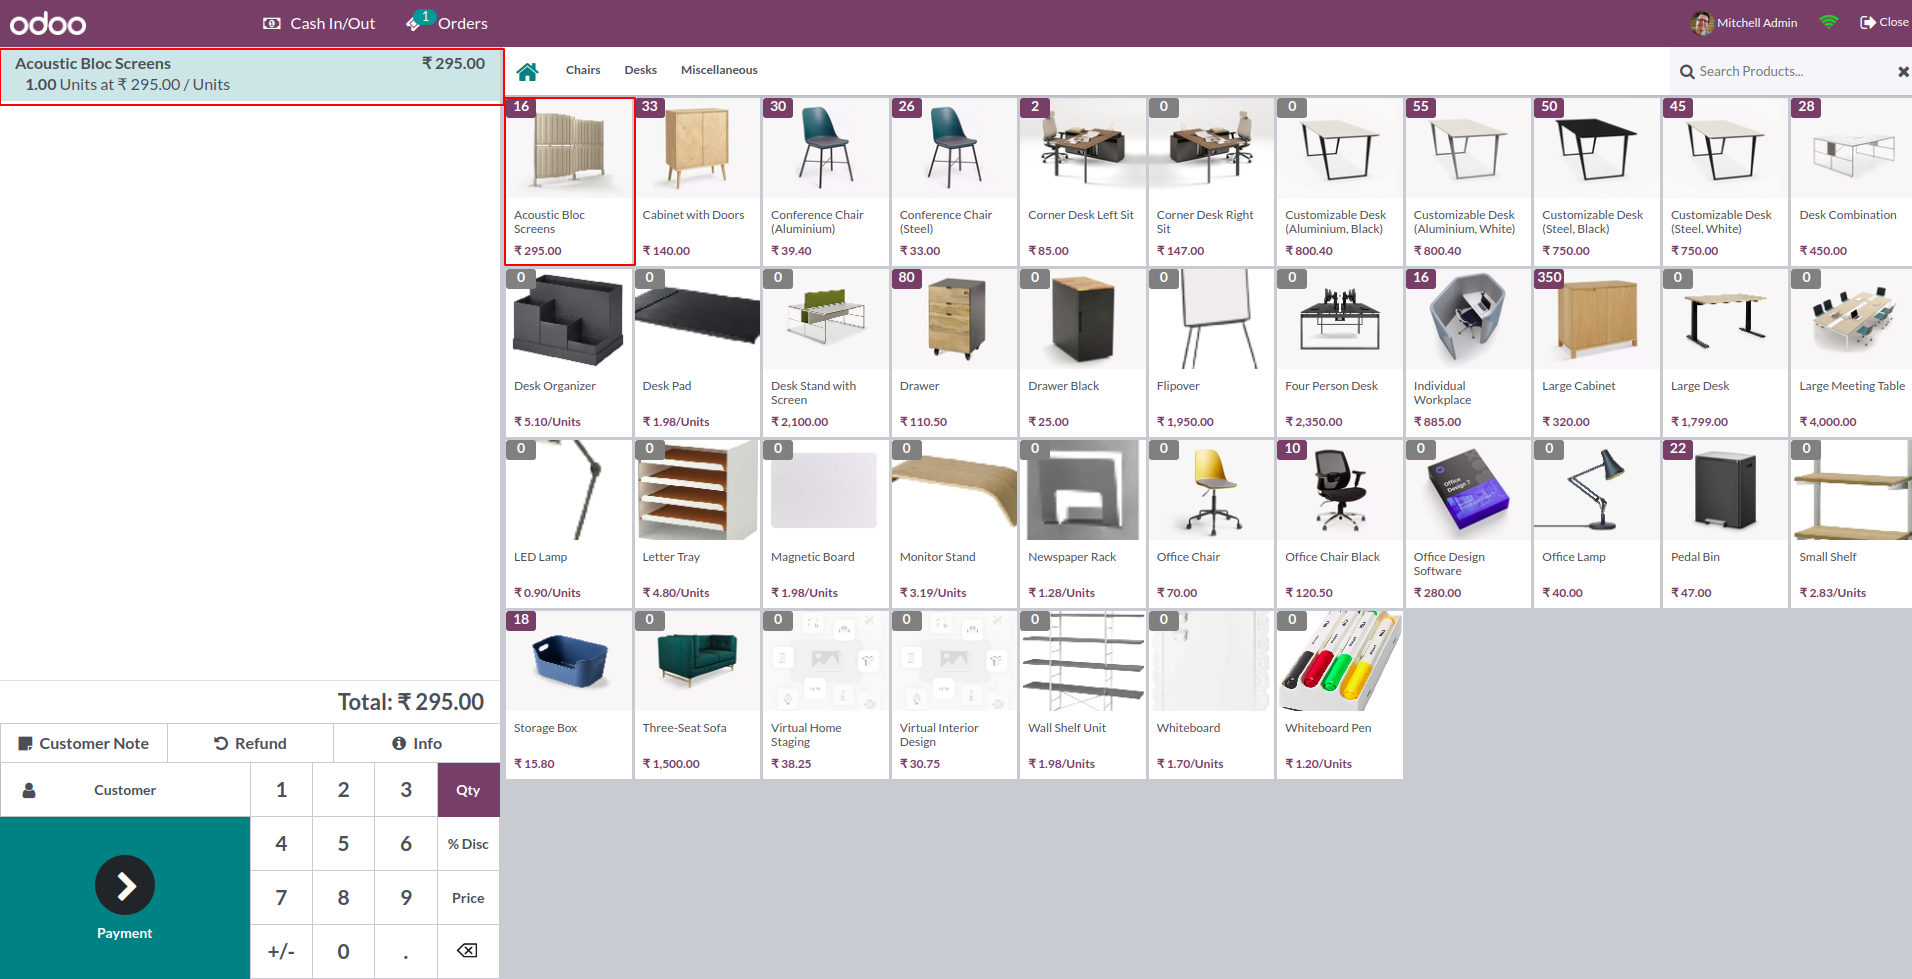 odoo
Cash In/Out
1
Orders
Mitchell Admin
Close
Acoustic Bloc Screens
₹ 295.00
1.00 Units at ₹ 295.00 / Units
Chairs
Desks
Miscellaneous
Search Products...
16
33
30
26
2
0
0
55
50
45
28
Acoustic Bloc
Screens
₹ 295.00
Cabinet with Doors
₹ 140.00
Conference Chair
(Aluminium)
₹ 39.40
Conference Chair
(Steel)
₹ 33.00
Corner Desk Left Sit
₹ 85.00
Corner Desk Right
Sit
₹ 147.00
Customizable Desk
(Aluminium, Black)
₹ 800.40
Customizable Desk
(Aluminium, White)
₹ 800.40
Customizable Desk
(Steel, Black)
₹ 750.00
Customizable Desk
(Steel, White)
₹ 750.00
Desk Combination
₹ 450.00
0
0
0
80
0
0
0
16
350
0
0
Desk Organizer
₹ 5.10/Units
Desk Pad
₹ 1.98/Units
Desk Stand with
Screen
₹ 2,100.00
Drawer
₹ 110.50
Drawer Black
₹ 25.00
Flipover
₹ 1,950.00
Four Person Desk
₹ 2,350.00
Individual
Workplace
₹ 885.00
Large Cabinet
₹ 320.00
Large Desk
₹ 1,799.00
Large Meeting Table
₹ 4,000.00
0
0
0
0
0
0
10
0
0
22
0
Office
Design 7
LED Lamp
₹ 0.90/Units
Letter Tray
₹ 4.80/Units
Magnetic Board
₹ 1.98/Units
Monitor Stand
₹ 3.19/Units
Newspaper Rack
₹ 1.28/Units
Office Chair
₹ 70.00
Office Chair Black
₹ 120.50
Office Design
Software
₹ 280.00
Office Lamp
₹ 40.00
Pedal Bin
₹ 47.00
Small Shelf
₹ 2.83/Units
18
0
0
0
0
0
0
Storage Box
₹ 15.80
Three-Seat Sofa
₹ 1,500.00
Virtual Home
Staging
₹ 38.25
Virtual Interior
Design
₹ 30.75
Wall Shelf Unit
₹ 1.98/Units
Whiteboard
₹ 1.70/Units
Whiteboard Pen
₹ 1.20/Units
Total: ₹ 295.00
Customer Note
Refund
Info
Customer
1
2
3
Qty
4
5
6
% Disc
7
8
9
Price
Payment
+/-
0
.